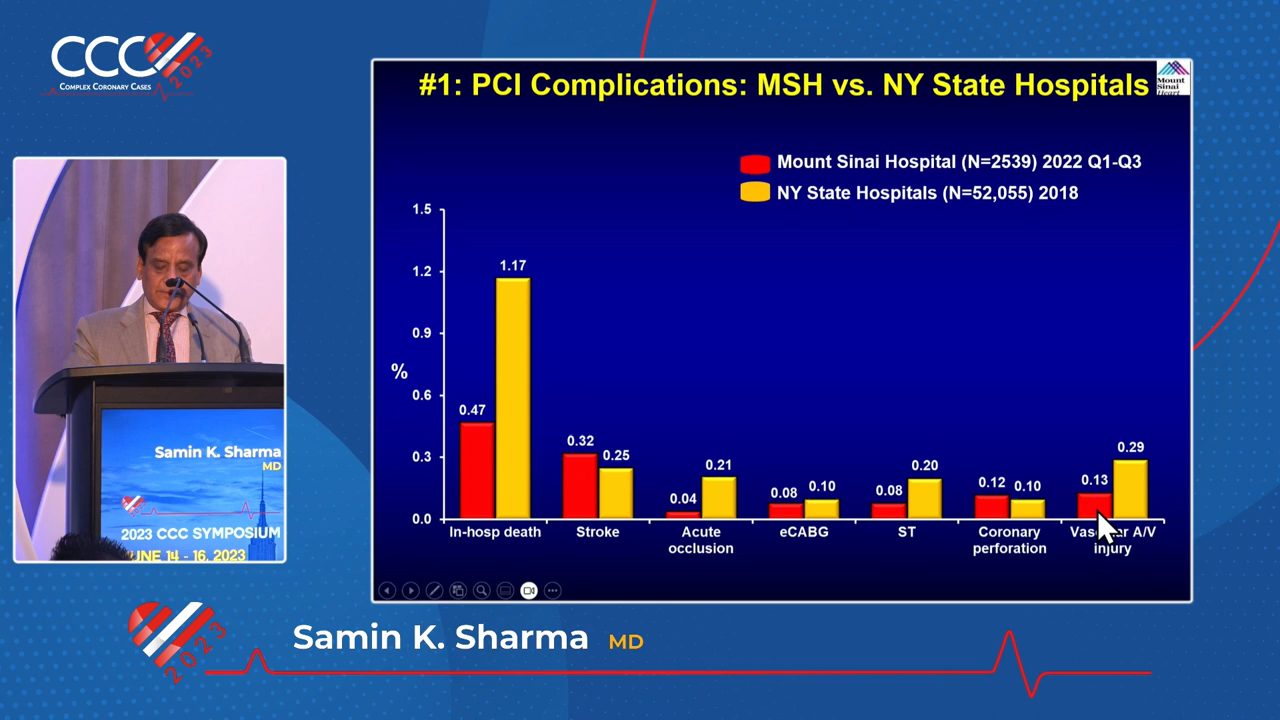 CCC
2023
COMPLEX CORONARY CASES
#1: PCI Complications: MSH vs. NY State Hospitals
Mount
Sinai
Heart
Mount Sinai Hospital (N=2539) 2022 Q1-Q3
NY State Hospitals (N=52,055) 2018
%
1.5
1.2
0.9
0.6
0.3
0.0
0.47 1.17
0.32 0.25
0.04 0.21
0.08 0.10
0.08 0.20
0.12 0.10
0.13 0.29
In-hosp death
Stroke
Acute
occlusion
eCABG
ST
Coronary
perforation
A/V
injury
Samin K. Sharma
MD
2023 CCC SYMPOSIUM
JUNE 14 - 16, 2023
2023
Samin K. Sharma MD